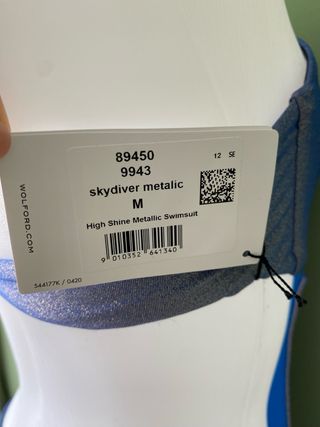 89450
12 SE
9943
skydiver metalic
M
High Shine Metallic Swimsuit
9 010352 641340
WOLFORD.COM
544177K / 0420